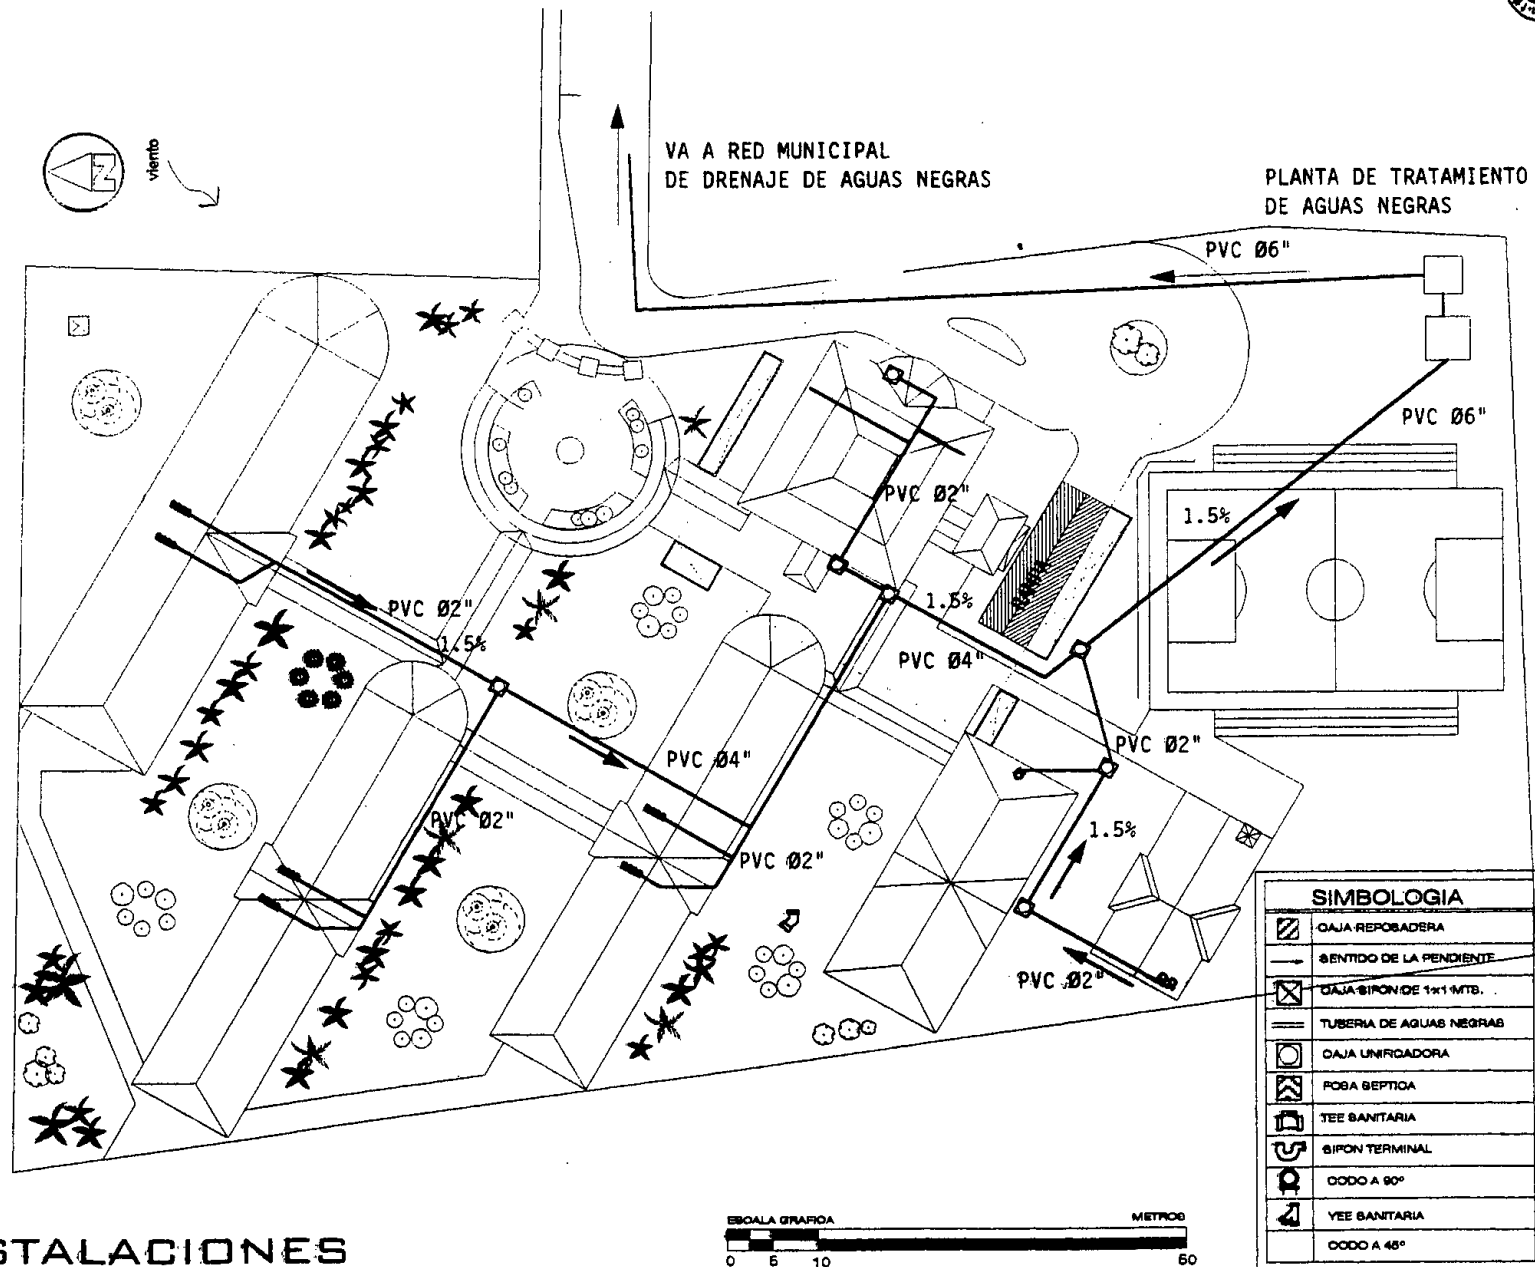 viento
N
VA A RED MUNICIPAL
DE DRENAJE DE AGUAS NEGRAS
PLANTA DE TRATAMIENTO
DE AGUAS NEGRAS
PVC Ø6"
PVC Ø6"
1.5%
PVC Ø2"
PVC Ø2"
1.5%
1.5%
PVC Ø4"
PVC Ø4"
PVC Ø2"
PVC Ø2"
PVC Ø2"
1.5%
PVC Ø2"
SIMBOLOGIA
CAJA REPOSADERA
SENTIDO DE LA PENDIENTE
CAJA SIFON DE 1x1 MTS.
TUBERIA DE AGUAS NEGRAS
CAJA UNIFICADORA
FOSA SEPTICA
TEE SANITARIA
SIFON TERMINAL
CODO A 90°
YEE SANITARIA
CODO A 45°
ESCALA GRAFICA METROS
0 5 10 50
STALACIONES